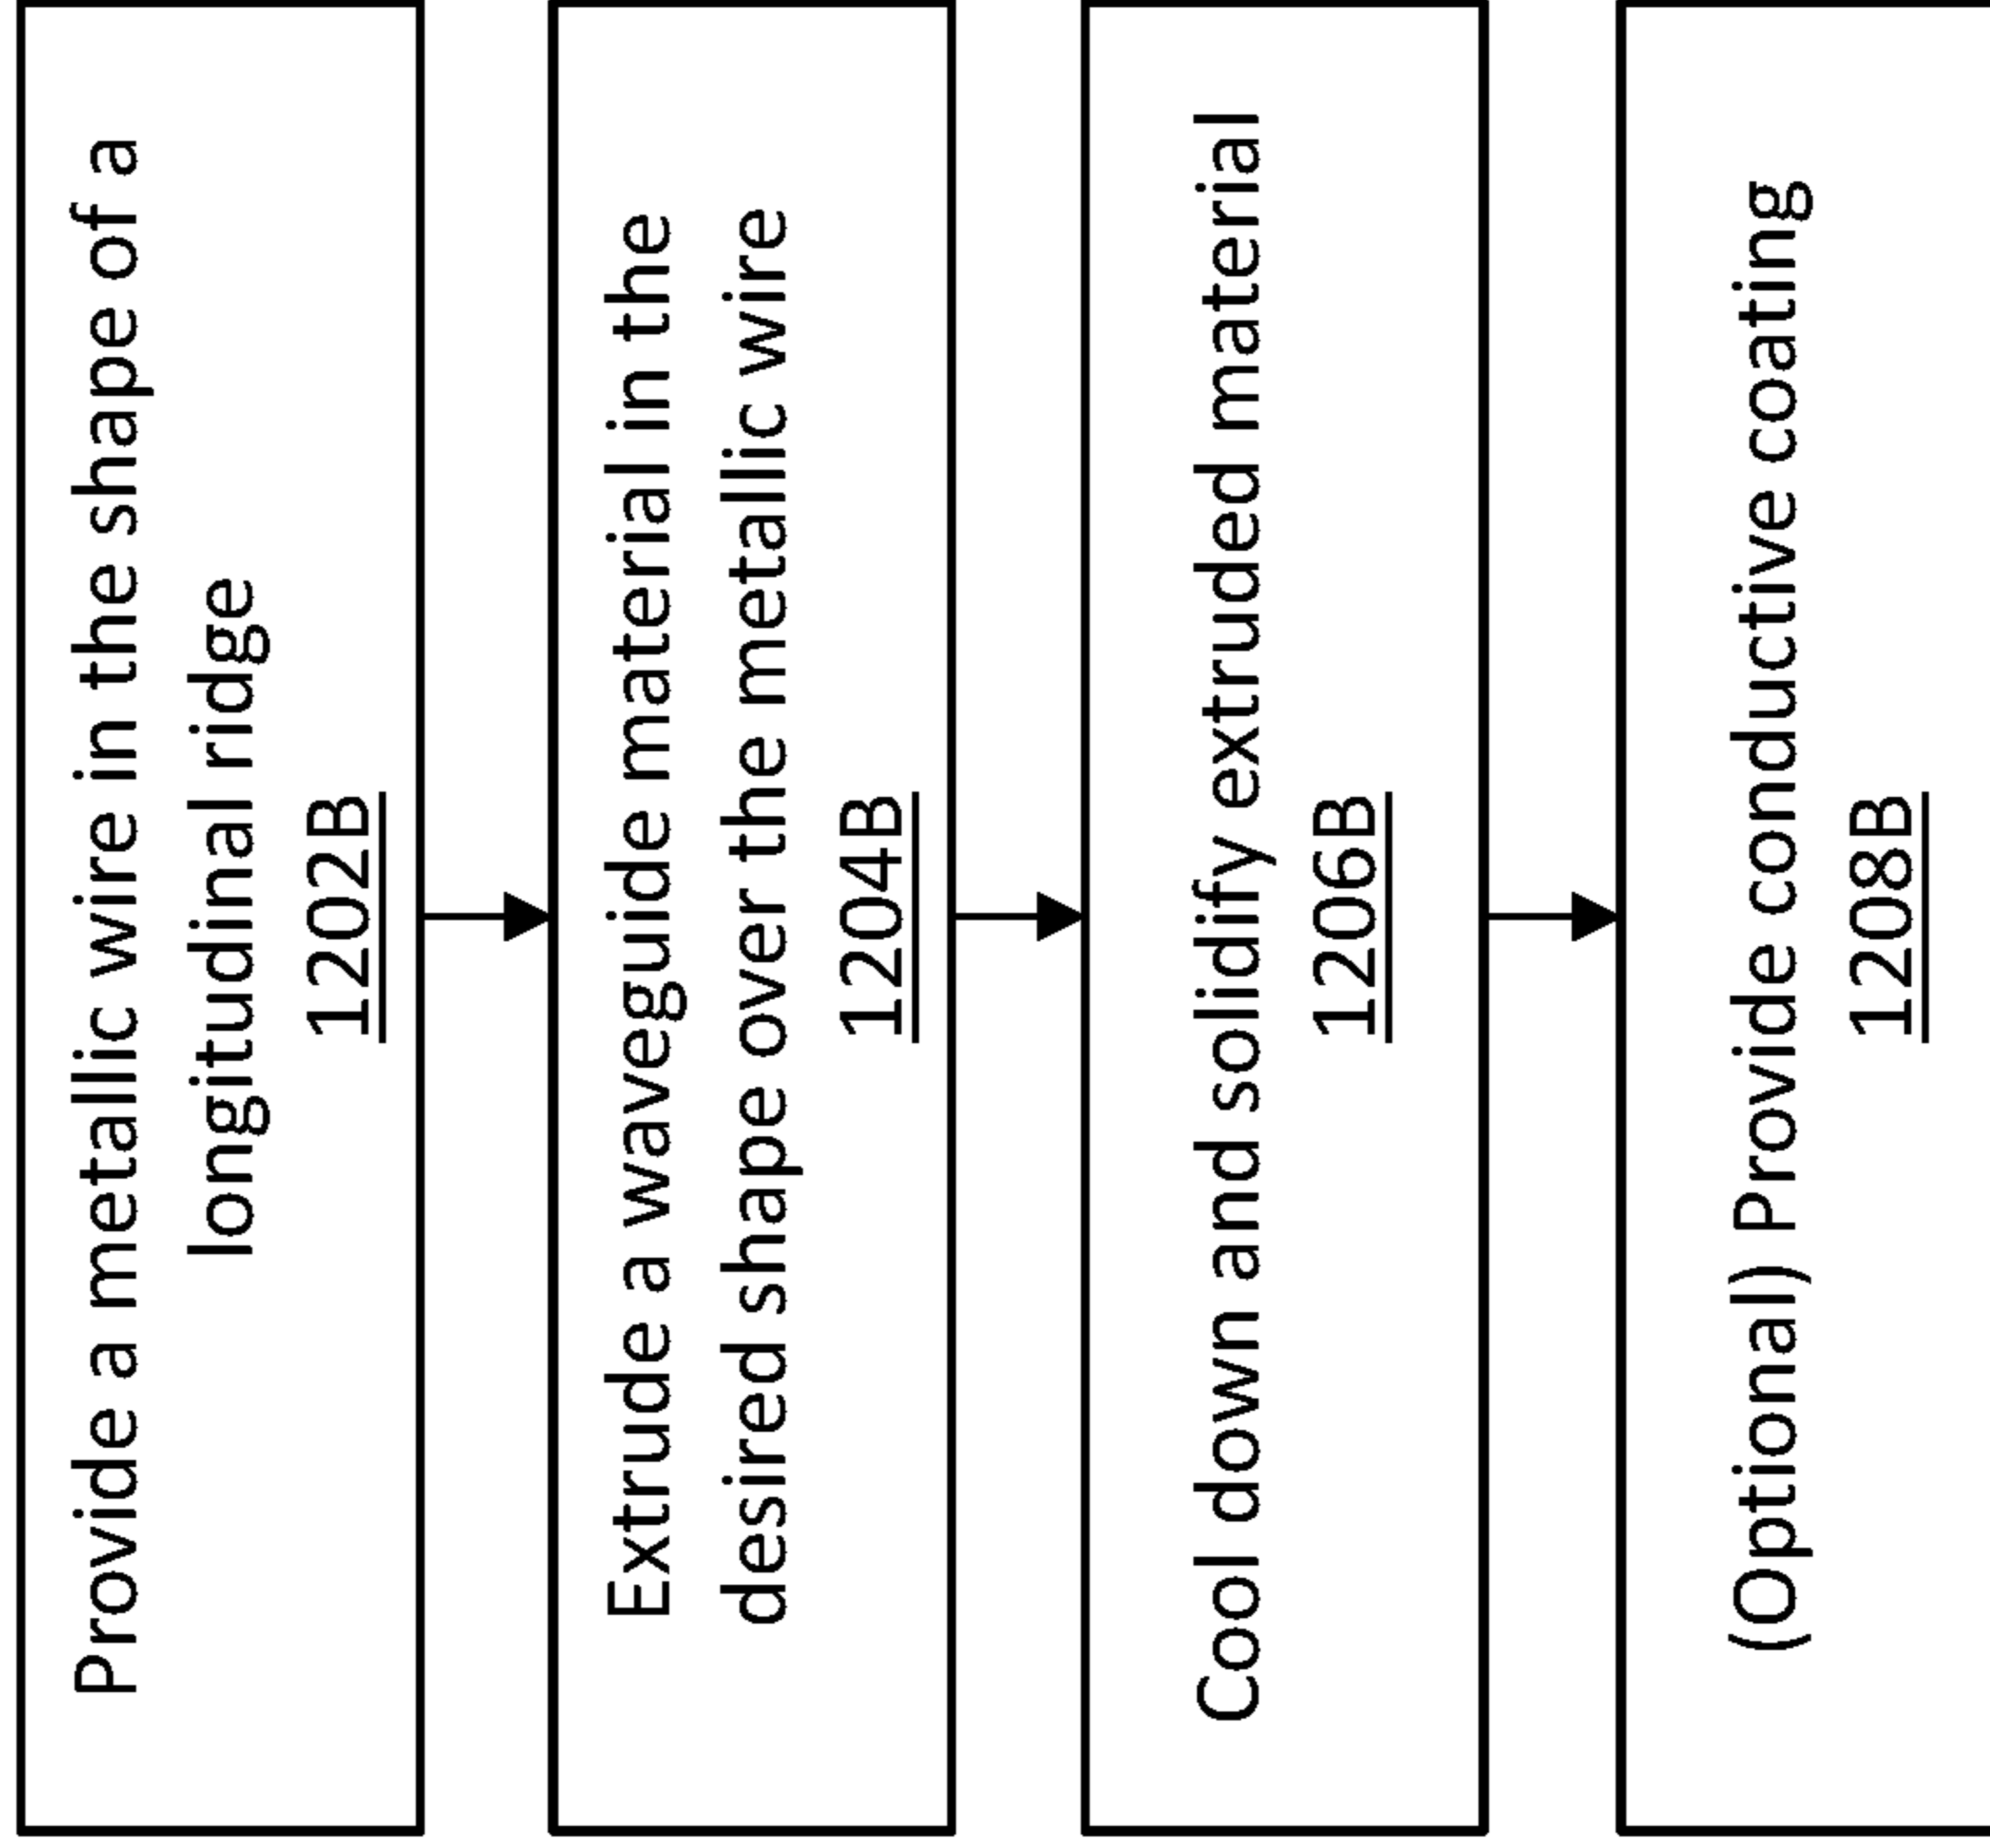 Provide a metallic wire in the shape of a
longitudinal ridge
1202B
Extrude a waveguide material in the
desired shape over the metallic wire
1204B
Cool down and solidify extruded material
1206B
(Optional) Provide conductive coating
1208B